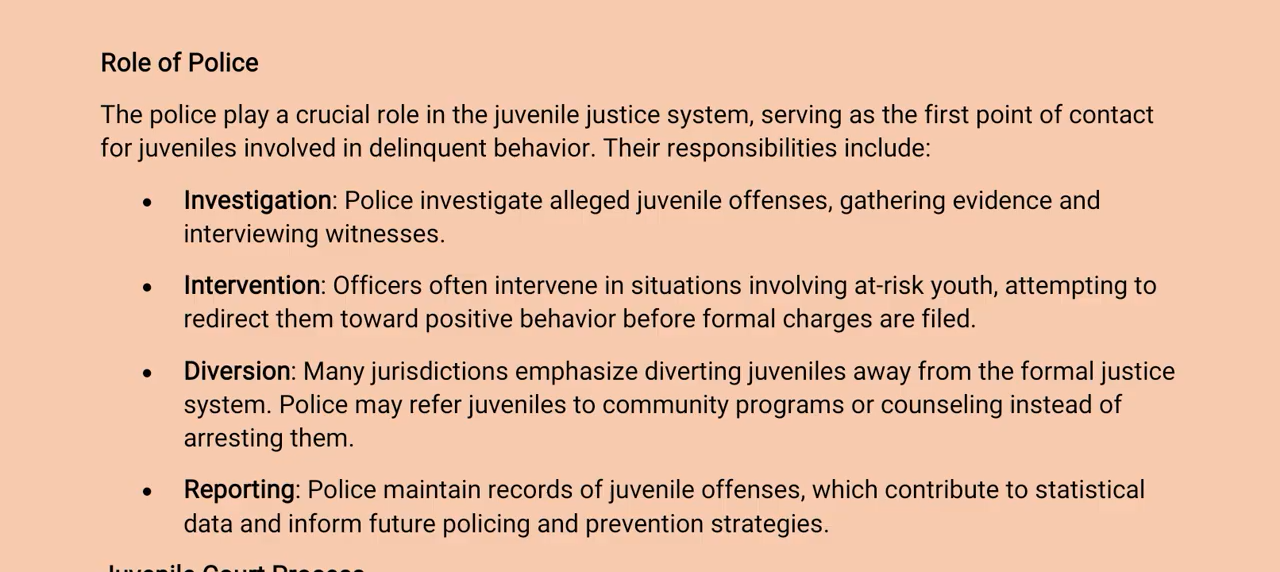 Role of Police
The police play a crucial role in the juvenile justice system, serving as the first point of contact
for juveniles involved in delinquent behavior. Their responsibilities include:
• Investigation: Police investigate alleged juvenile offenses, gathering evidence and
interviewing witnesses.
• Intervention: Officers often intervene in situations involving at-risk youth, attempting to
redirect them toward positive behavior before formal charges are filed.
• Diversion: Many jurisdictions emphasize diverting juveniles away from the formal justice
system. Police may refer juveniles to community programs or counseling instead of
arresting them.
• Reporting: Police maintain records of juvenile offenses, which contribute to statistical
data and inform future policing and prevention strategies.
Juvenile Court Process